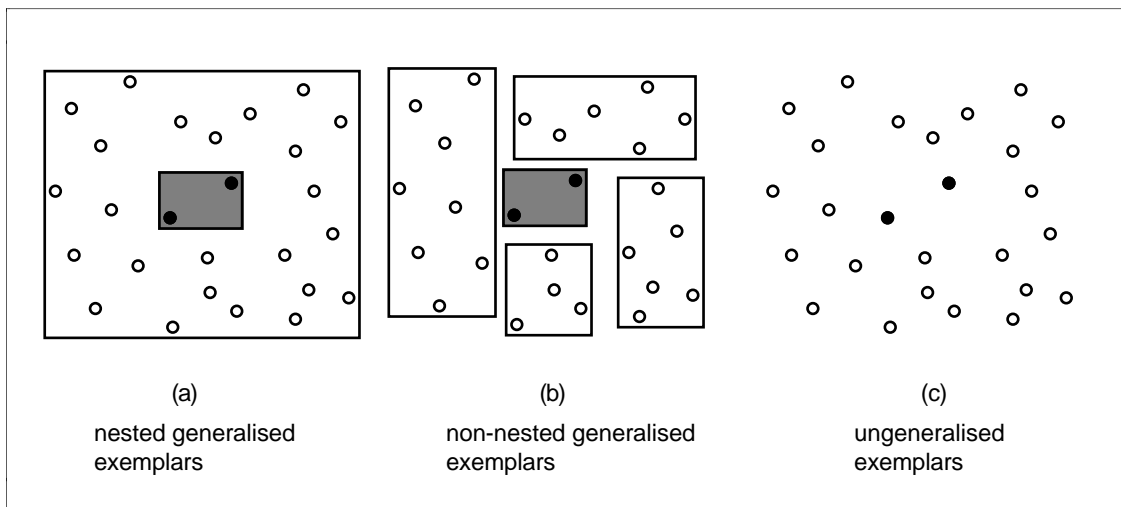 (a)
nested generalised
exemplars
(b)
non-nested generalised
exemplars
(c)
ungeneralised
exemplars